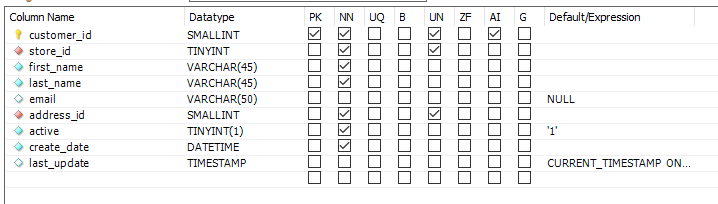 Column Name Datatype PK NN UQ B UN ZF AI G Default/Expression
customer_id SMALLINT
store_id TINYINT
first_name VARCHAR(45)
last_name VARCHAR(45)
email VARCHAR(50) NULL
address_id SMALLINT
active TINYINT(1) '1'
create_date DATETIME
last_update TIMESTAMP CURRENT_TIMESTAMP ON...